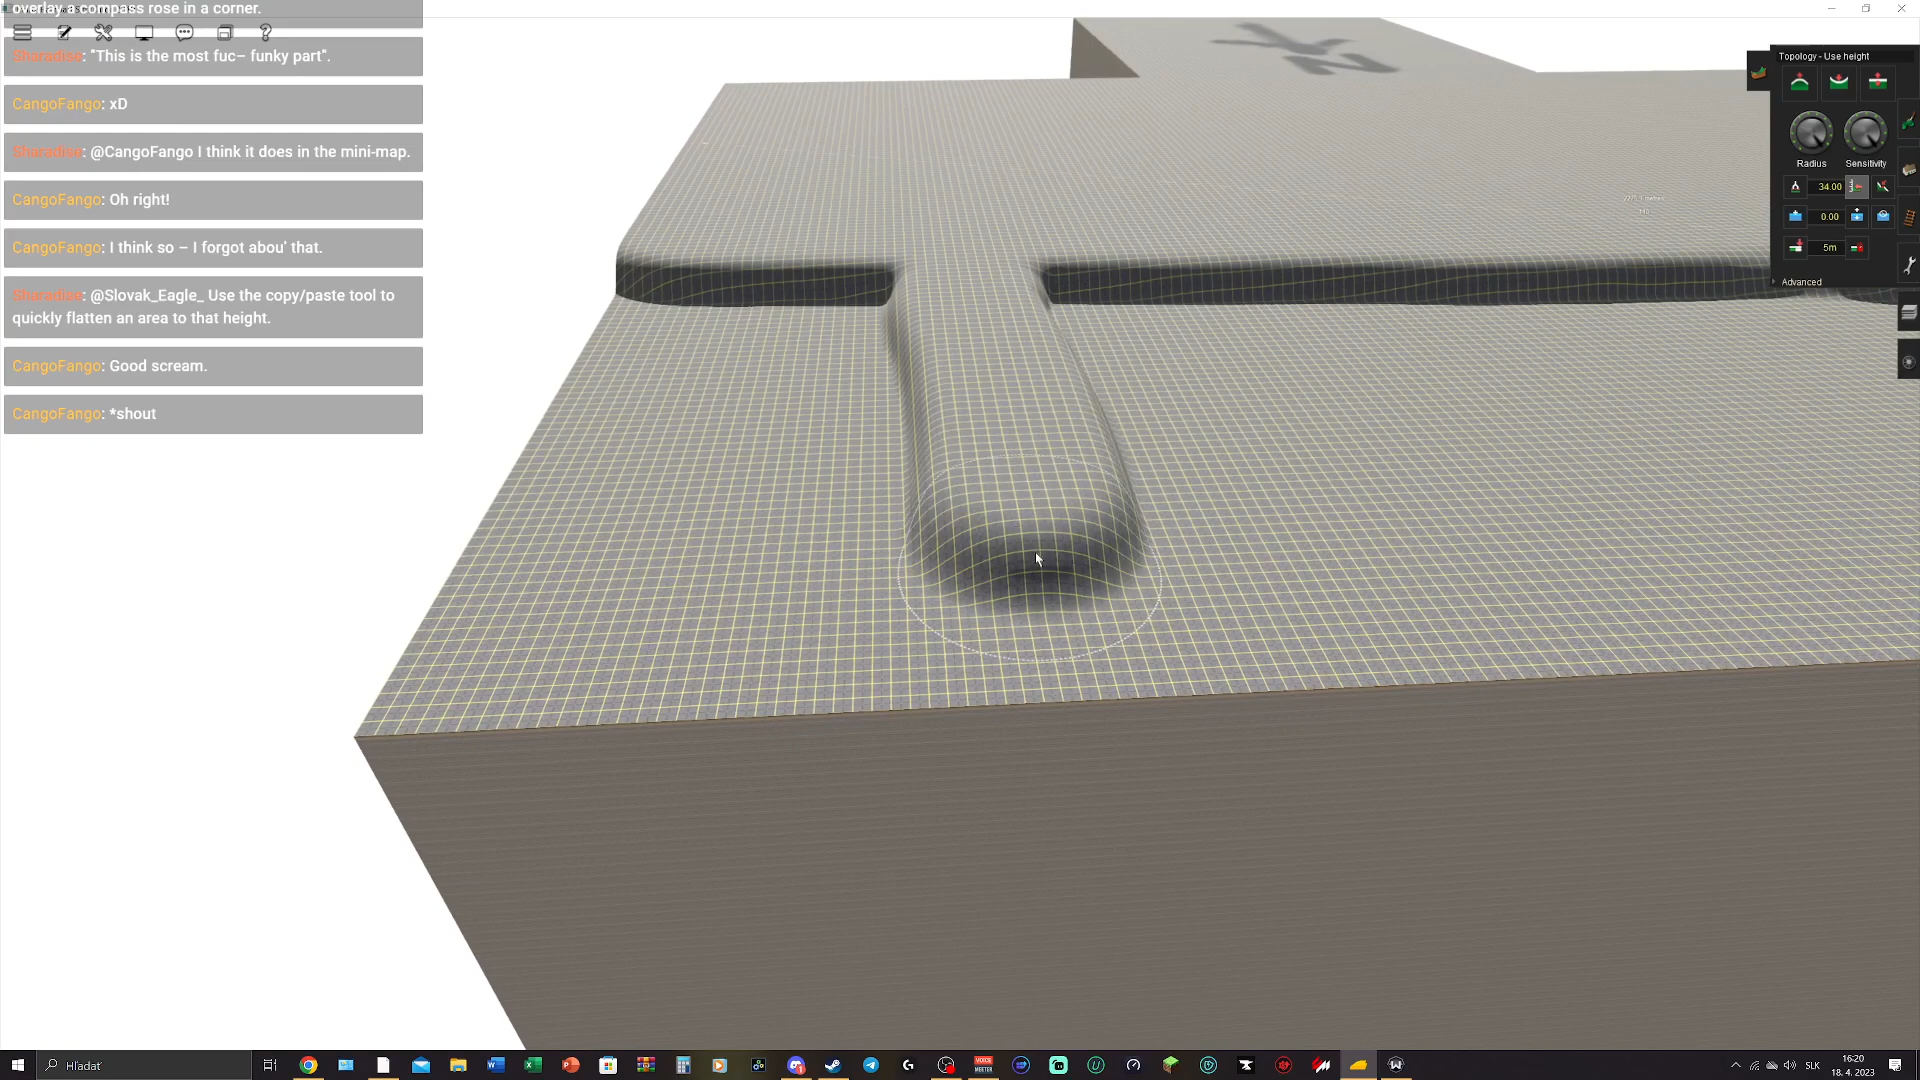 overlay a compass rose in a corner.
Sharadise: "This is the most fuc– funky part".
CangoFango: xD
Sharadise: @CangoFango I think it does in the mini-map.
CangoFango: Oh right!
CangoFango: I think so – I forgot abou' that.
Sharadise: @Slovak_Eagle_ Use the copy/paste tool to
quickly flatten an area to that height.
CangoFango: Good scream.
CangoFango: *shout
N
Topology - Use height
Radius
Sensitivity
34.00
0.00
5m
Advanced
Hľadať
VOICE
MEETER
SLK
16:20
18. 4. 2023